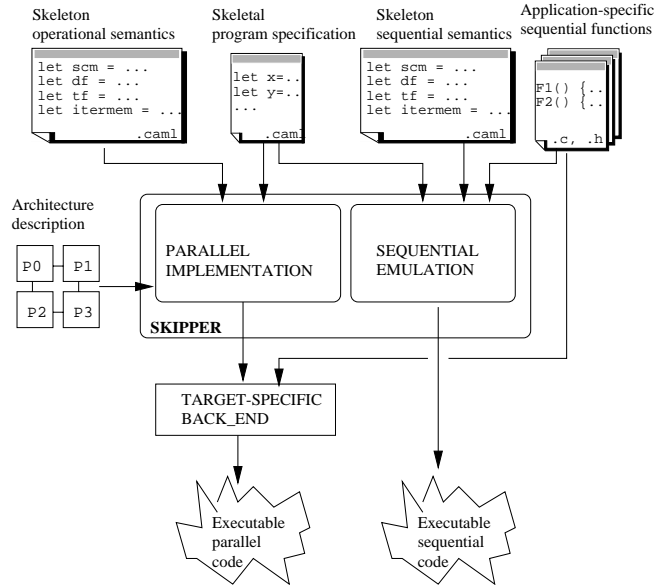 Skeleton
operational semantics
Skeletal
program specification
Skeleton
sequential semantics
Application-specific
sequential functions
let scm = ...
let df = ...
let tf = ...
let itermem = ...
.caml
let x=..
let y=..
...
.caml
let scm = ...
let df = ...
let tf = ...
let itermem = ...
.caml
F1() {..
F2() {..
.c, .h
Architecture
description
P0
P1
P2
P3
PARALLEL
IMPLEMENTATION
SEQUENTIAL
EMULATION
SKIPPER
TARGET-SPECIFIC
BACK_END
Executable
parallel
code
Executable
sequential
code